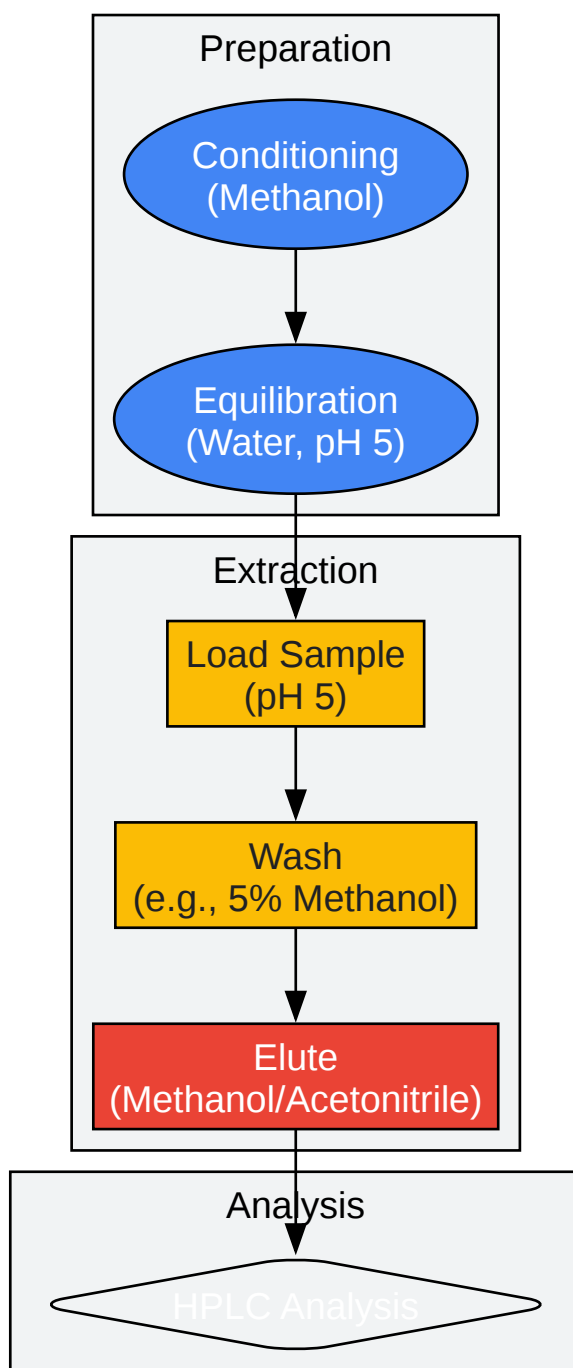 Preparation
Conditioning
(Methanol)
Equilibration
(Water, pH 5)
Extraction
Load Sample
(pH 5)
Wash
(e.g., 5% Methanol)
Elute
(Methanol/Acetonitrile)
Analysis
HPLC Analysis